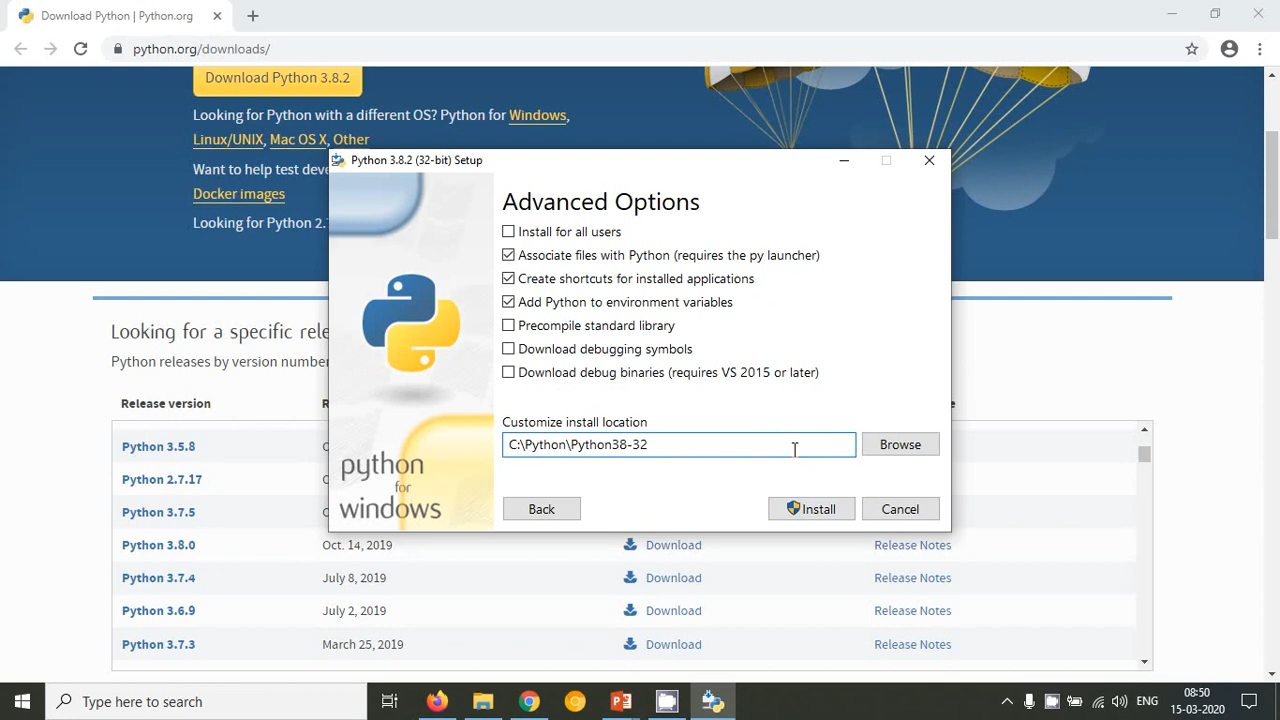 Download Python | Python.org
python.org/downloads/
Download Python 3.8.2
Looking for Python with a different OS? Python for Windows,
Linux/UNIX, Mac OS X, Other
Want to help test deve
Docker images
Looking for Python 2.
Python 3.8.2 (32-bit) Setup
Advanced Options
Install for all users
Associate files with Python (requires the py launcher)
Create shortcuts for installed applications
Add Python to environment variables
Precompile standard library
Download debugging symbols
Download debug binaries (requires VS 2015 or later)
Customize install location
C:\Python\Python38-32
Browse
python
for
windows
Back
Install
Cancel
Looking for a specific rele
Python releases by version number
Release version
R
e
Python 3.5.8
Python 2.7.17
Python 3.7.5
Python 3.8.0 Oct. 14, 2019 Download Release Notes
Python 3.7.4 July 8, 2019 Download Release Notes
Python 3.6.9 July 2, 2019 Download Release Notes
Python 3.7.3 March 25, 2019 Download Release Notes
Type here to search
ENG
08:50
15-03-2020